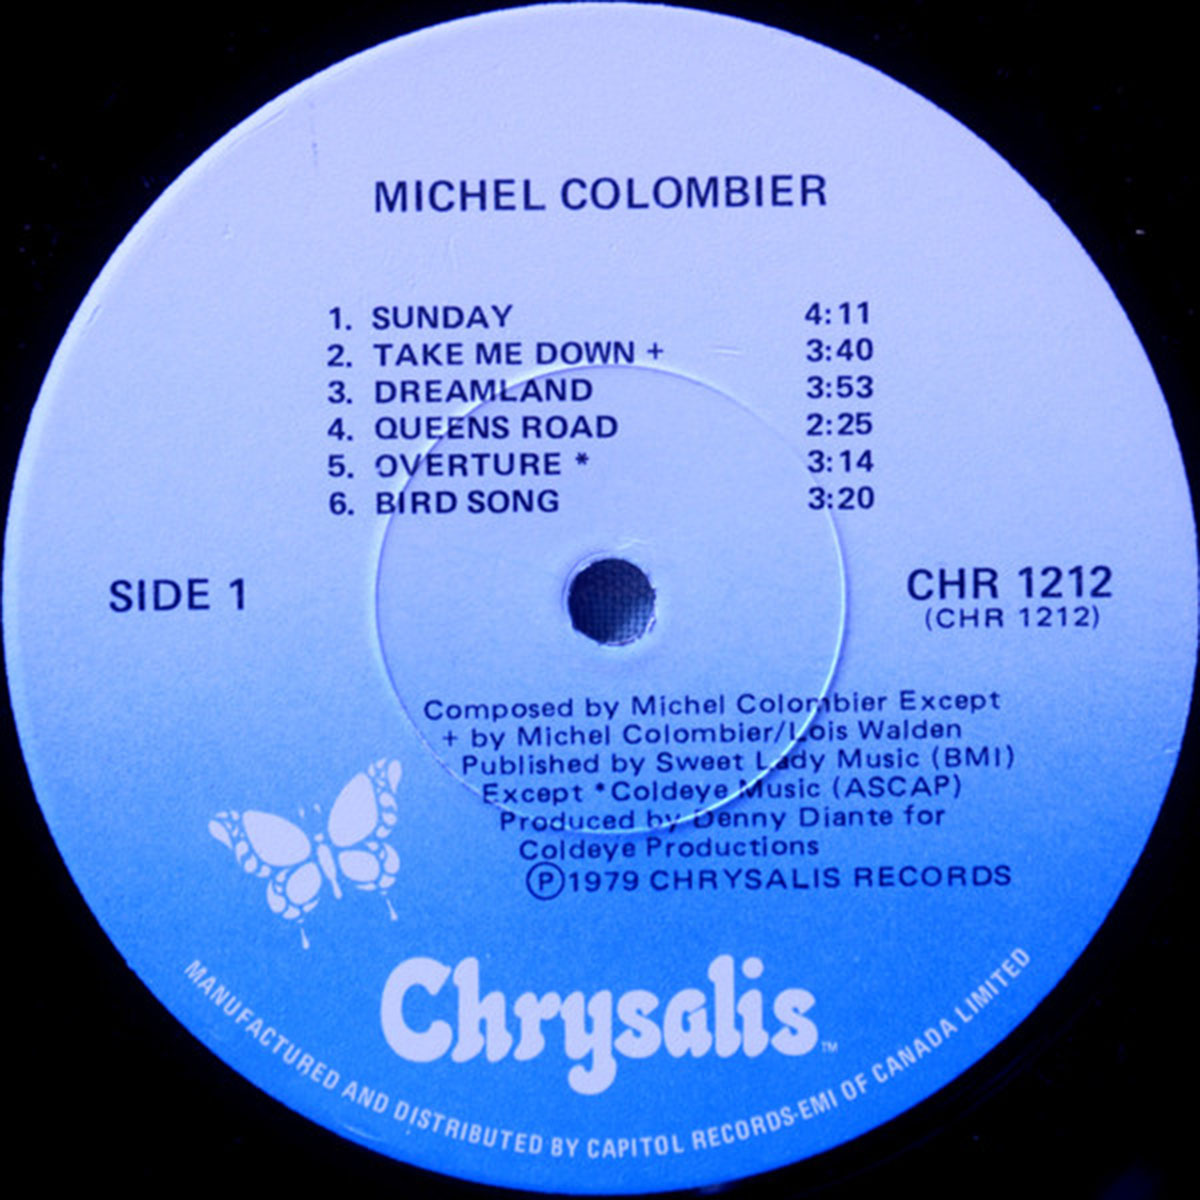 MICHEL COLOMBIER
1. SUNDAY 4:11
2. TAKE ME DOWN + 3:40
3. DREAMLAND 3:53
4. QUEENS ROAD 2:25
5. OVERTURE * 3:14
6. BIRD SONG 3:20
SIDE 1
CHR 1212
(CHR 1212)
Composed by Michel Colombier Except
+ by Michel Colombier/Lois Walden
Published by Sweet Lady Music (BMI)
Except *Coldeye Music (ASCAP)
Produced by Denny Diante for
Coldeye Productions
Ⓟ1979 CHRYSALIS RECORDS
Chrysalis™
MANUFACTURED AND DISTRIBUTED BY CAPITOL RECORDS-EMI OF CANADA LIMITED